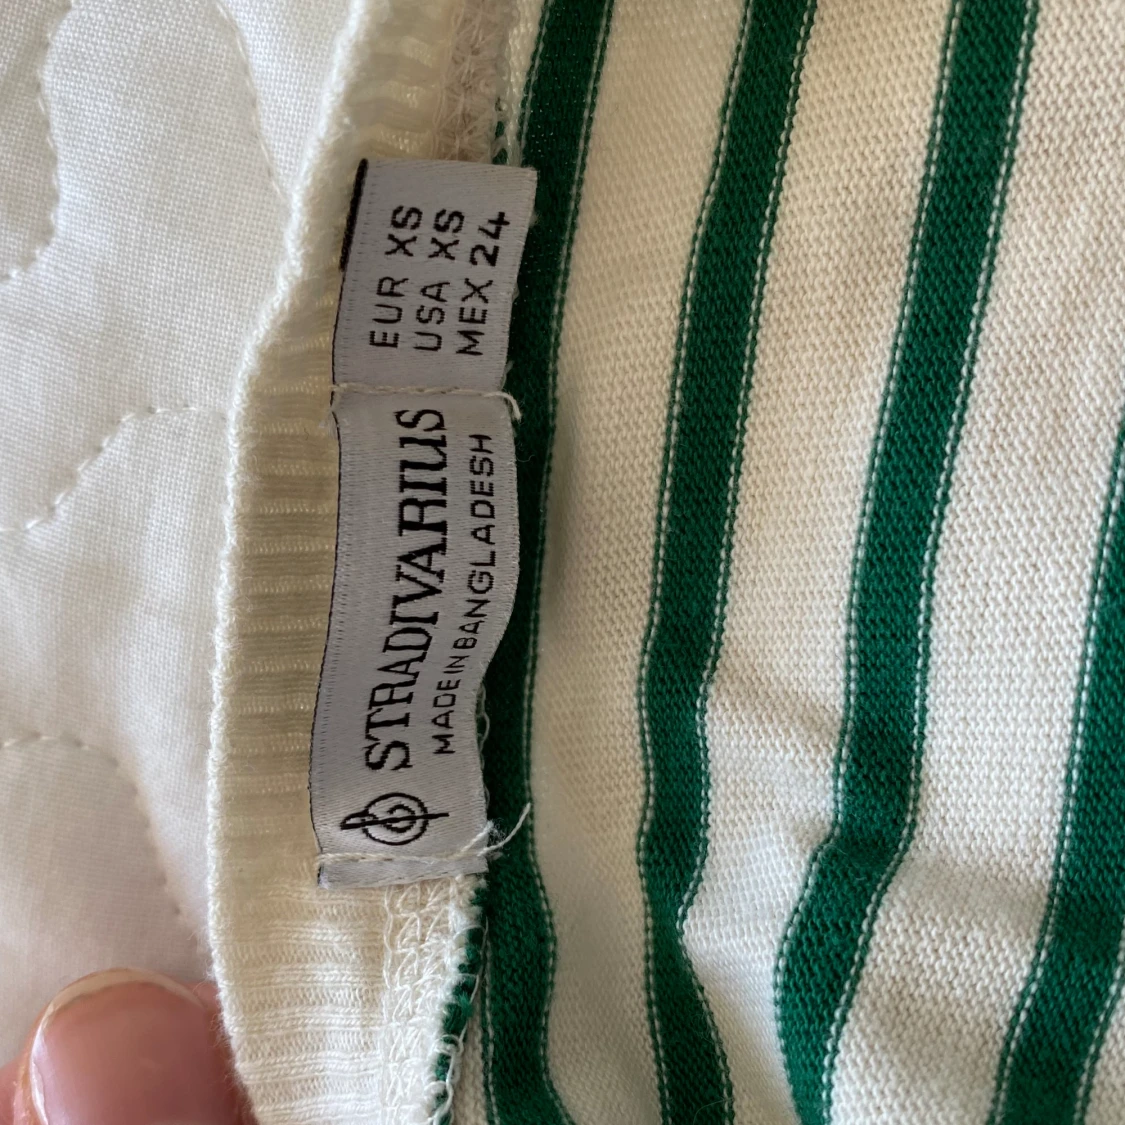 EUR XS
USA XS
MEX 24
STRADIVARIUS
MADE IN BANGLADESH